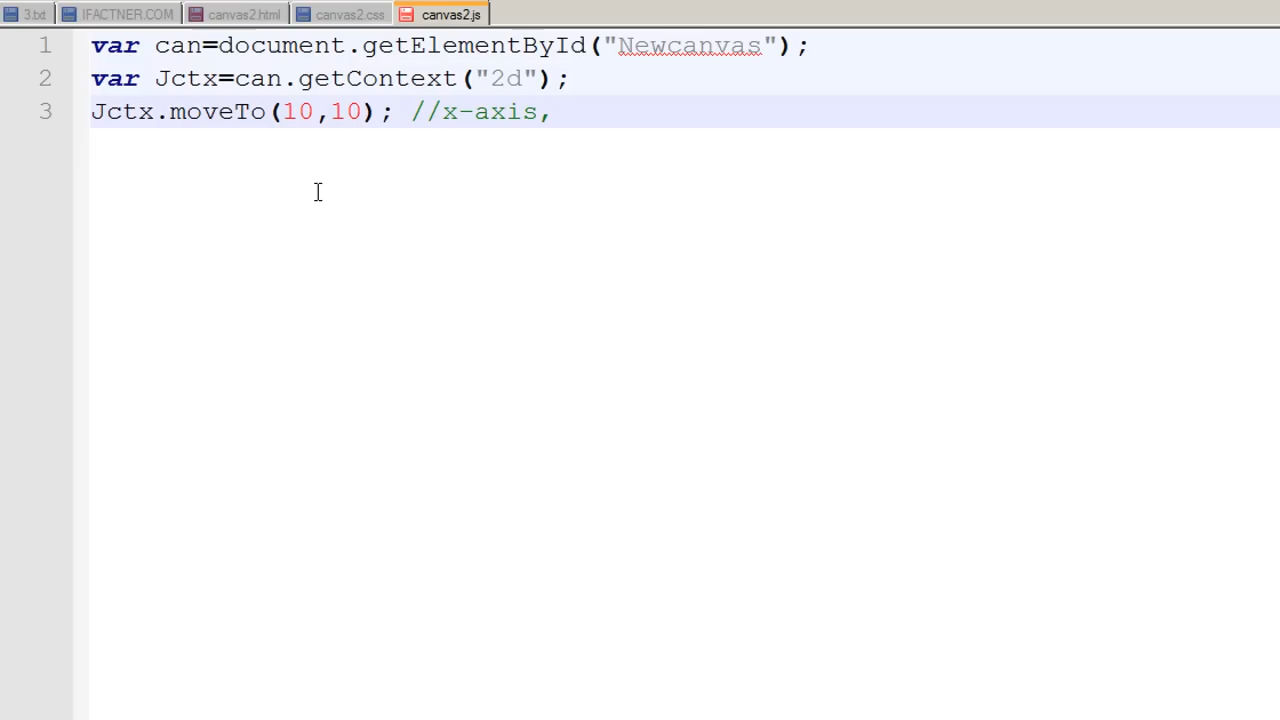 3.txt IFACTNER.COM canvas2.html canvas2.css canvas2.js
1 var can=document.getElementById("Newcanvas");
2 var Jctx=can.getContext("2d");
3 Jctx.moveTo(10,10); //x-axis,